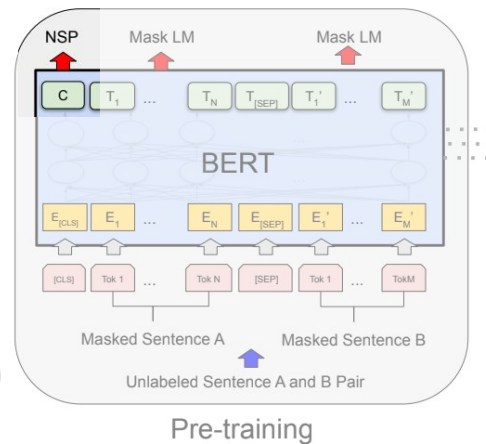 NSP Mask LM Mask LM
C T1 ... TN T[SEP] T1' ... TM'
BERT
E[CLS] E1 ... EN E[SEP] E1' ... EM'
[CLS] Tok 1 ... Tok N [SEP] Tok 1 ... TokM
Masked Sentence A Masked Sentence B
Unlabeled Sentence A and B Pair
Pre-training